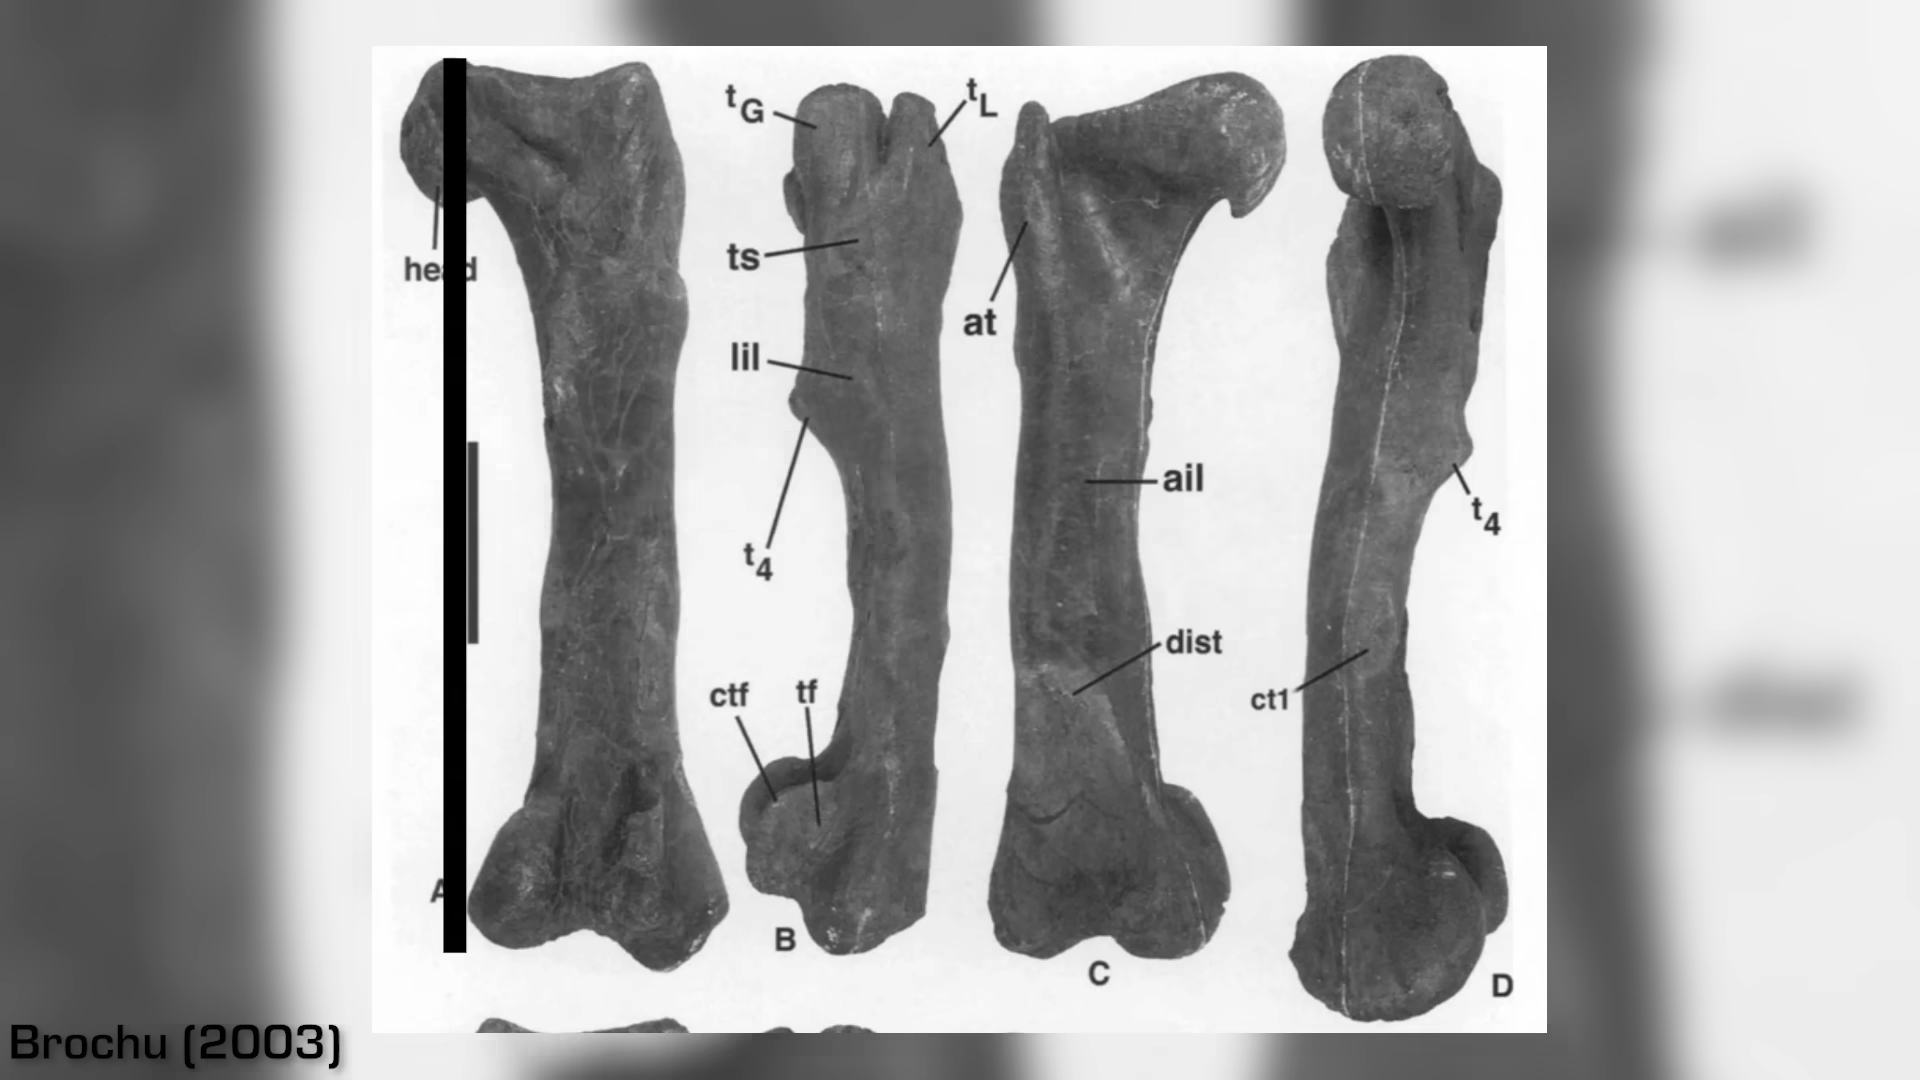 tG
tL
head
ts
at
lil
ail
t4
t4
dist
ctf
tf
ct1
A
B
C
D
Brochu (2003)